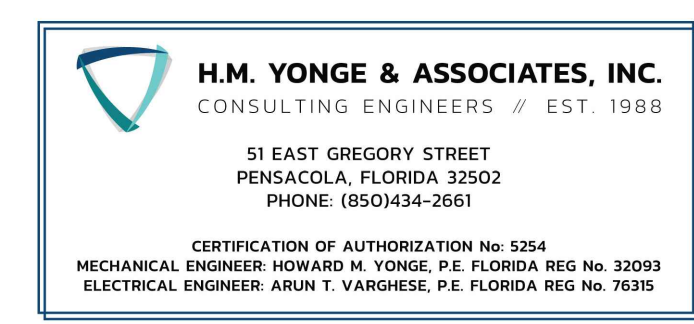 H.M. YONGE & ASSOCIATES, INC.
CONSULTING ENGINEERS // EST. 1988
51 EAST GREGORY STREET
PENSACOLA, FLORIDA 32502
PHONE: (850)434-2661
CERTIFICATION OF AUTHORIZATION No: 5254
MECHANICAL ENGINEER: HOWARD M. YONGE, P.E. FLORIDA REG No. 32093
ELECTRICAL ENGINEER: ARUN T. VARGHESE, P.E. FLORIDA REG No. 76315